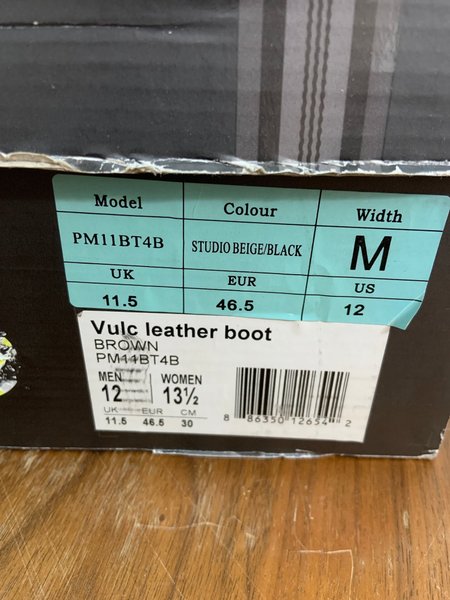 Model Colour Width
PM11BT4B STUDIO BEIGE/BLACK M
UK EUR US
11.5 46.5 12
Vulc leather boot
BROWN
PM11BT4B
MEN WOMEN
12 13½
UK EUR CM
11.5 46.5 30
8 86350 12654 2